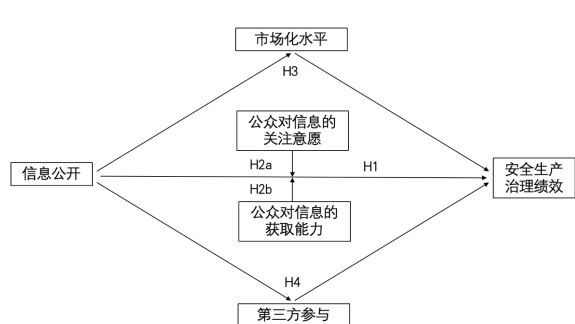 市场化水平
H3
公众对信息的
关注意愿
H2a
H1
信息公开
安全生产
治理绩效
H2b
公众对信息的
获取能力
H4
第三方参与